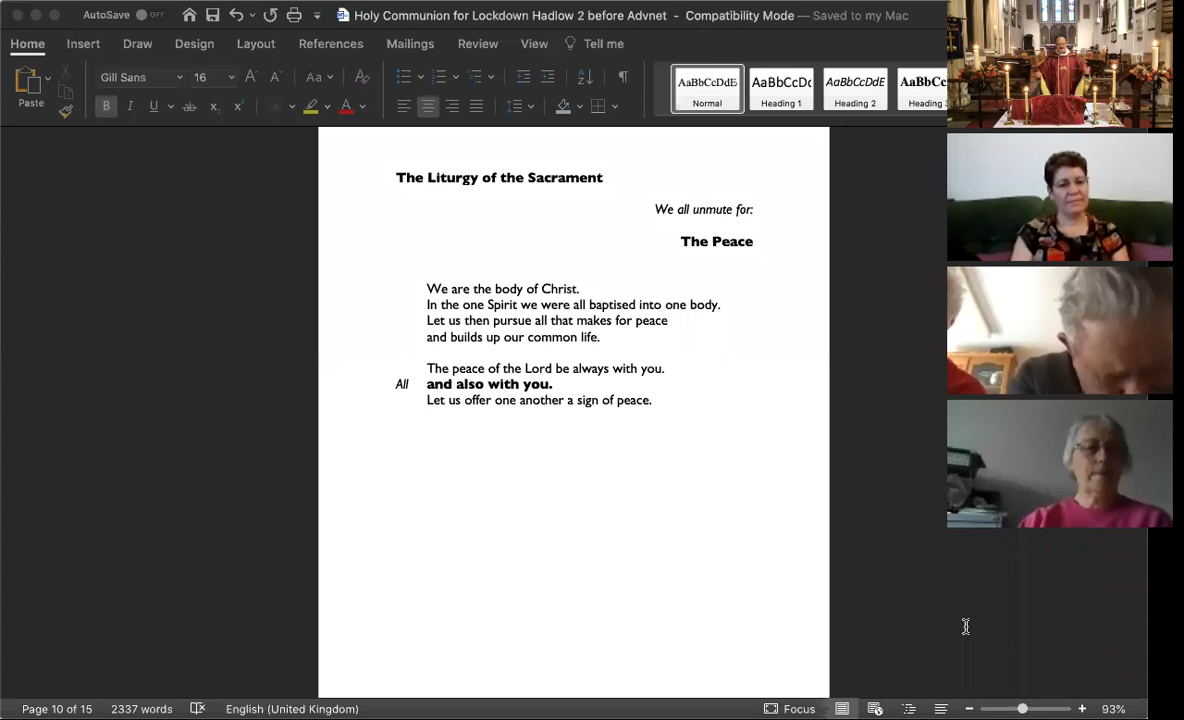 AutoSave OFF Holy Communion for Lockdown Hadlow 2 before Advnet - Compatibility Mode — Saved to my Mac
Home Insert Draw Design Layout References Mailings Review View Tell me
Paste Gill Sans 16 A A Aa A
B I U ab x x A A
AaBbCcDdE AaBbCcDc AaBbCcDdE AaBbCc
Normal Heading 1 Heading 2 Heading
The Liturgy of the Sacrament
We all unmute for:
The Peace
We are the body of Christ.
In the one Spirit we were all baptised into one body.
Let us then pursue all that makes for peace
and builds up our common life.
The peace of the Lord be always with you.
All and also with you.
Let us offer one another a sign of peace.
Page 10 of 15 2337 words English (United Kingdom) Focus 93%